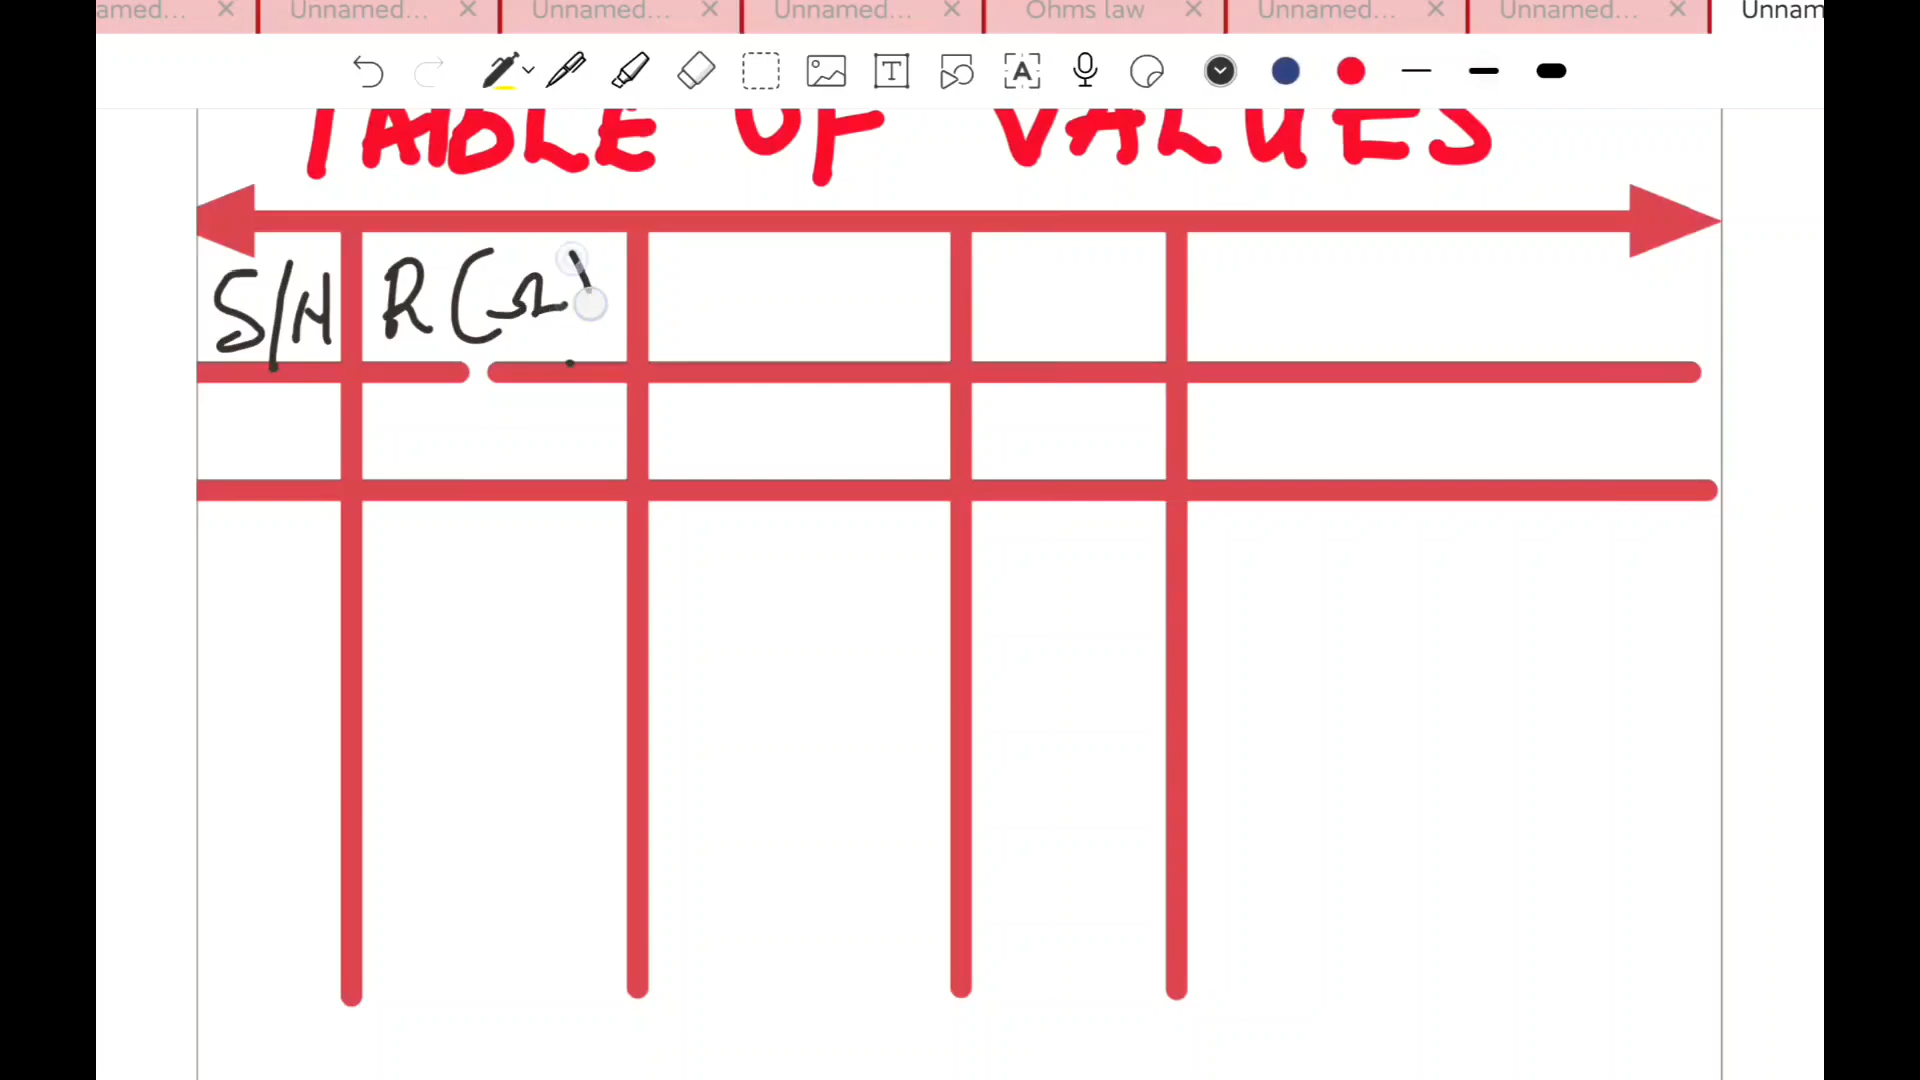 amed... Unnamed... Unnamed... Unnamed... Ohms law Unnamed... Unnamed... Unnam
TABLE OF VALUES
S/N R(Ω)